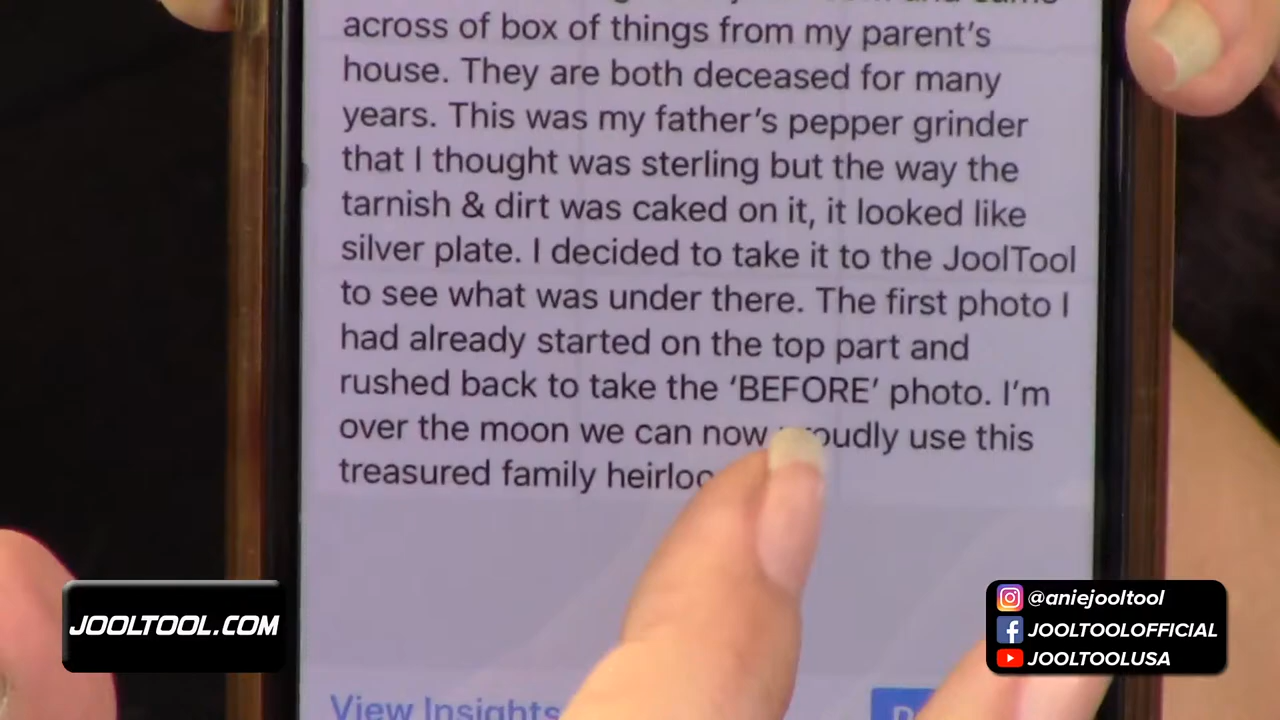 across of box of things from my parent's
house. They are both deceased for many
years. This was my father's pepper grinder
that I thought was sterling but the way the
tarnish & dirt was caked on it, it looked like
silver plate. I decided to take it to the JoolTool
to see what was under there. The first photo I
had already started on the top part and
rushed back to take the ‘BEFORE’ photo. I'm
over the moon we can now proudly use this
treasured family
View Insights
JOOLTOOL.COM
@aniejooltool
JOOLTOOLOFFICIAL
JOOLTOOLUSA